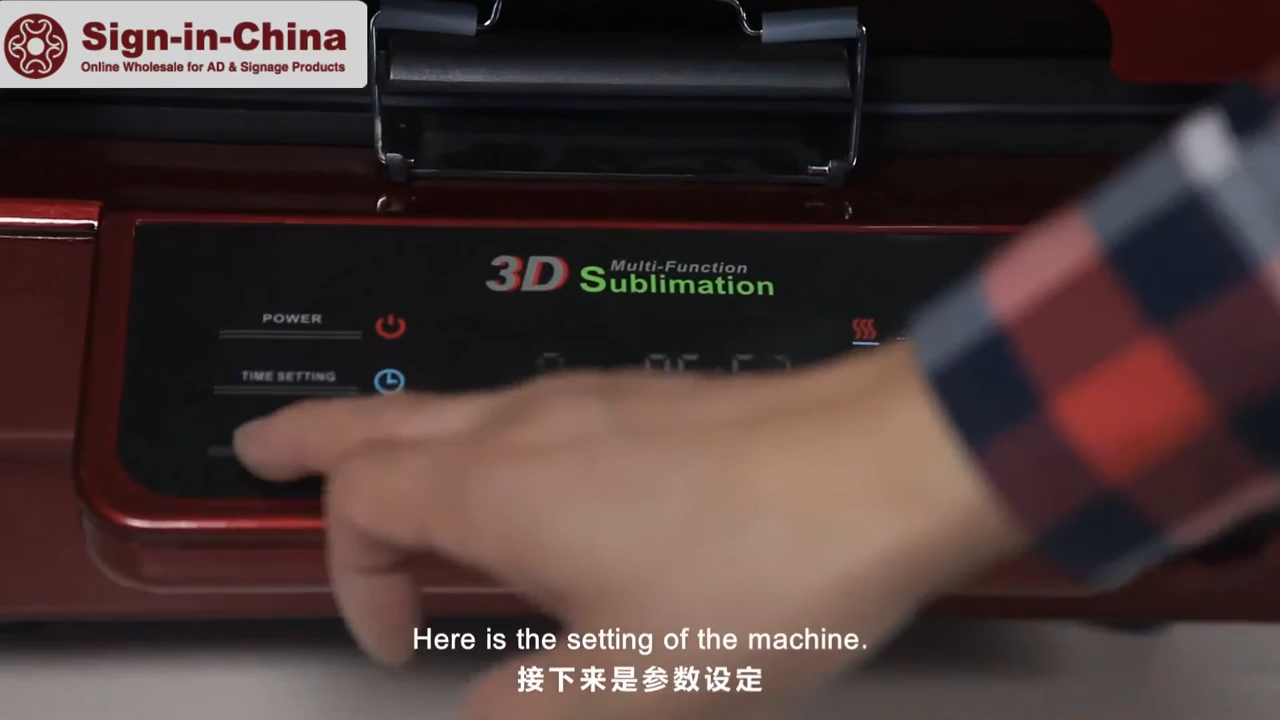 Sign-in-China
Online Wholesale for AD & Signage Products
3D Multi-Function
Sublimation
POWER
TIME SETTING
Here is the setting of the machine.
接下来是参数设定